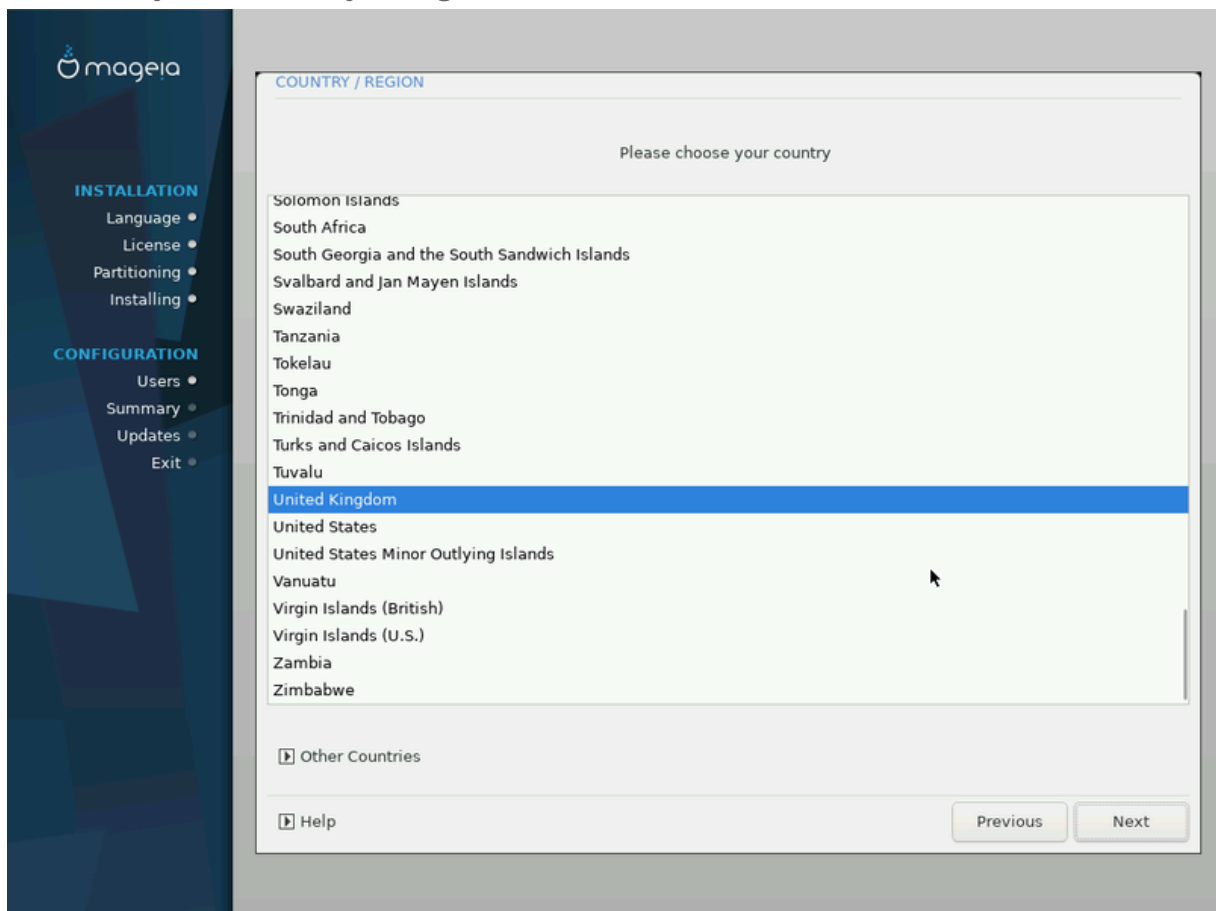 mageia
INSTALLATION
Language
License
Partitioning
Installing
CONFIGURATION
Users
Summary
Updates
Exit
COUNTRY / REGION
Please choose your country
Solomon Islands
South Africa
South Georgia and the South Sandwich Islands
Svalbard and Jan Mayen Islands
Swaziland
Tanzania
Tokelau
Tonga
Trinidad and Tobago
Turks and Caicos Islands
Tuvalu
United Kingdom
United States
United States Minor Outlying Islands
Vanuatu
Virgin Islands (British)
Virgin Islands (U.S.)
Zambia
Zimbabwe
Other Countries
Help
Previous
Next